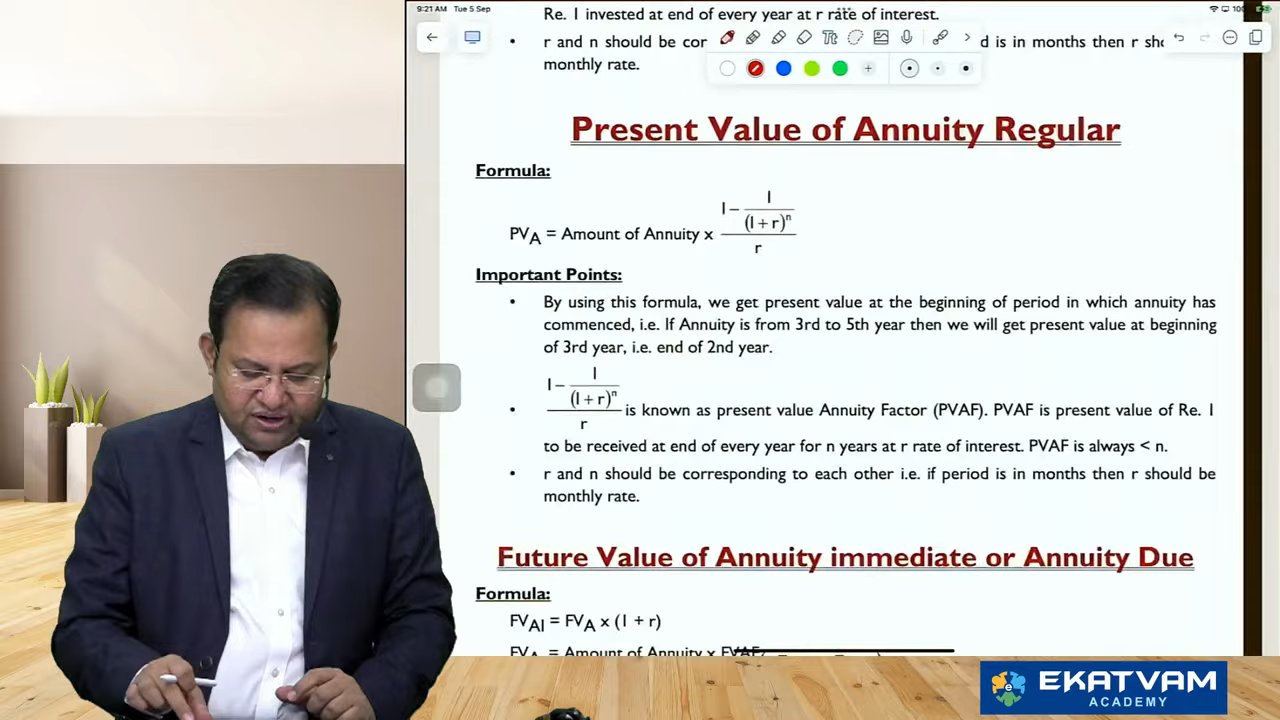 9:21 AM Tue 5 Sep
Re. 1 invested at end of every year at r rate of interest.
• r and n should be cor d is in months then r sho
monthly rate.
Present Value of Annuity Regular
Formula:
PVA = Amount of Annuity x (1 - 1/(1 + r)^n) / r
Important Points:
• By using this formula, we get present value at the beginning of period in which annuity has
commenced, i.e. If Annuity is from 3rd to 5th year then we will get present value at beginning
of 3rd year, i.e. end of 2nd year.
• (1 - 1/(1 + r)^n) / r is known as present value Annuity Factor (PVAF). PVAF is present value of Re. 1
to be received at end of every year for n years at r rate of interest. PVAF is always < n.
• r and n should be corresponding to each other i.e. if period is in months then r should be
monthly rate.
Future Value of Annuity immediate or Annuity Due
Formula:
FVAI = FVA x (1 + r)
= Amount of Annuity x FVAF
EKATVAM
ACADEMY